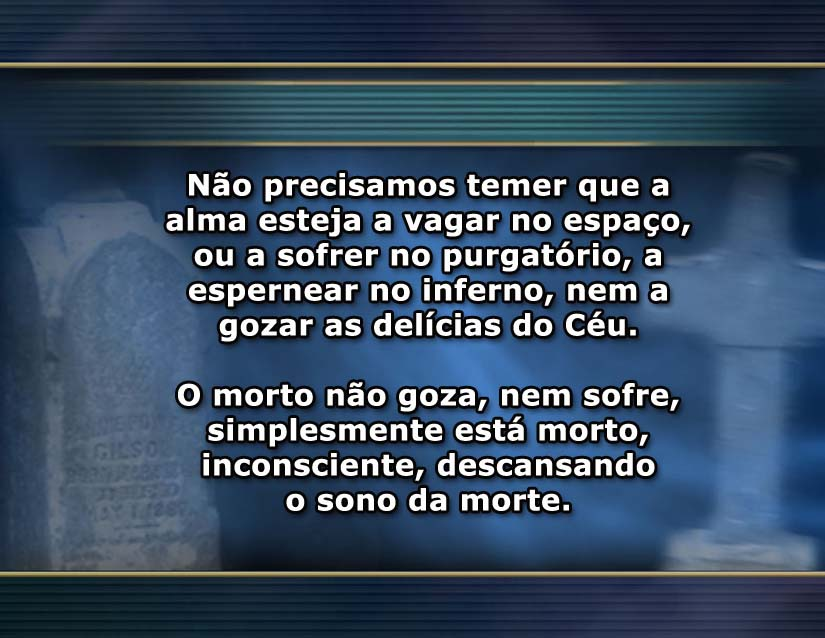 Não precisamos temer que a
alma esteja a vagar no espaço,
ou a sofrer no purgatório, a
espernear no inferno, nem a
gozar as delícias do Céu.
O morto não goza, nem sofre,
simplesmente está morto,
inconsciente, descansando
o sono da morte.